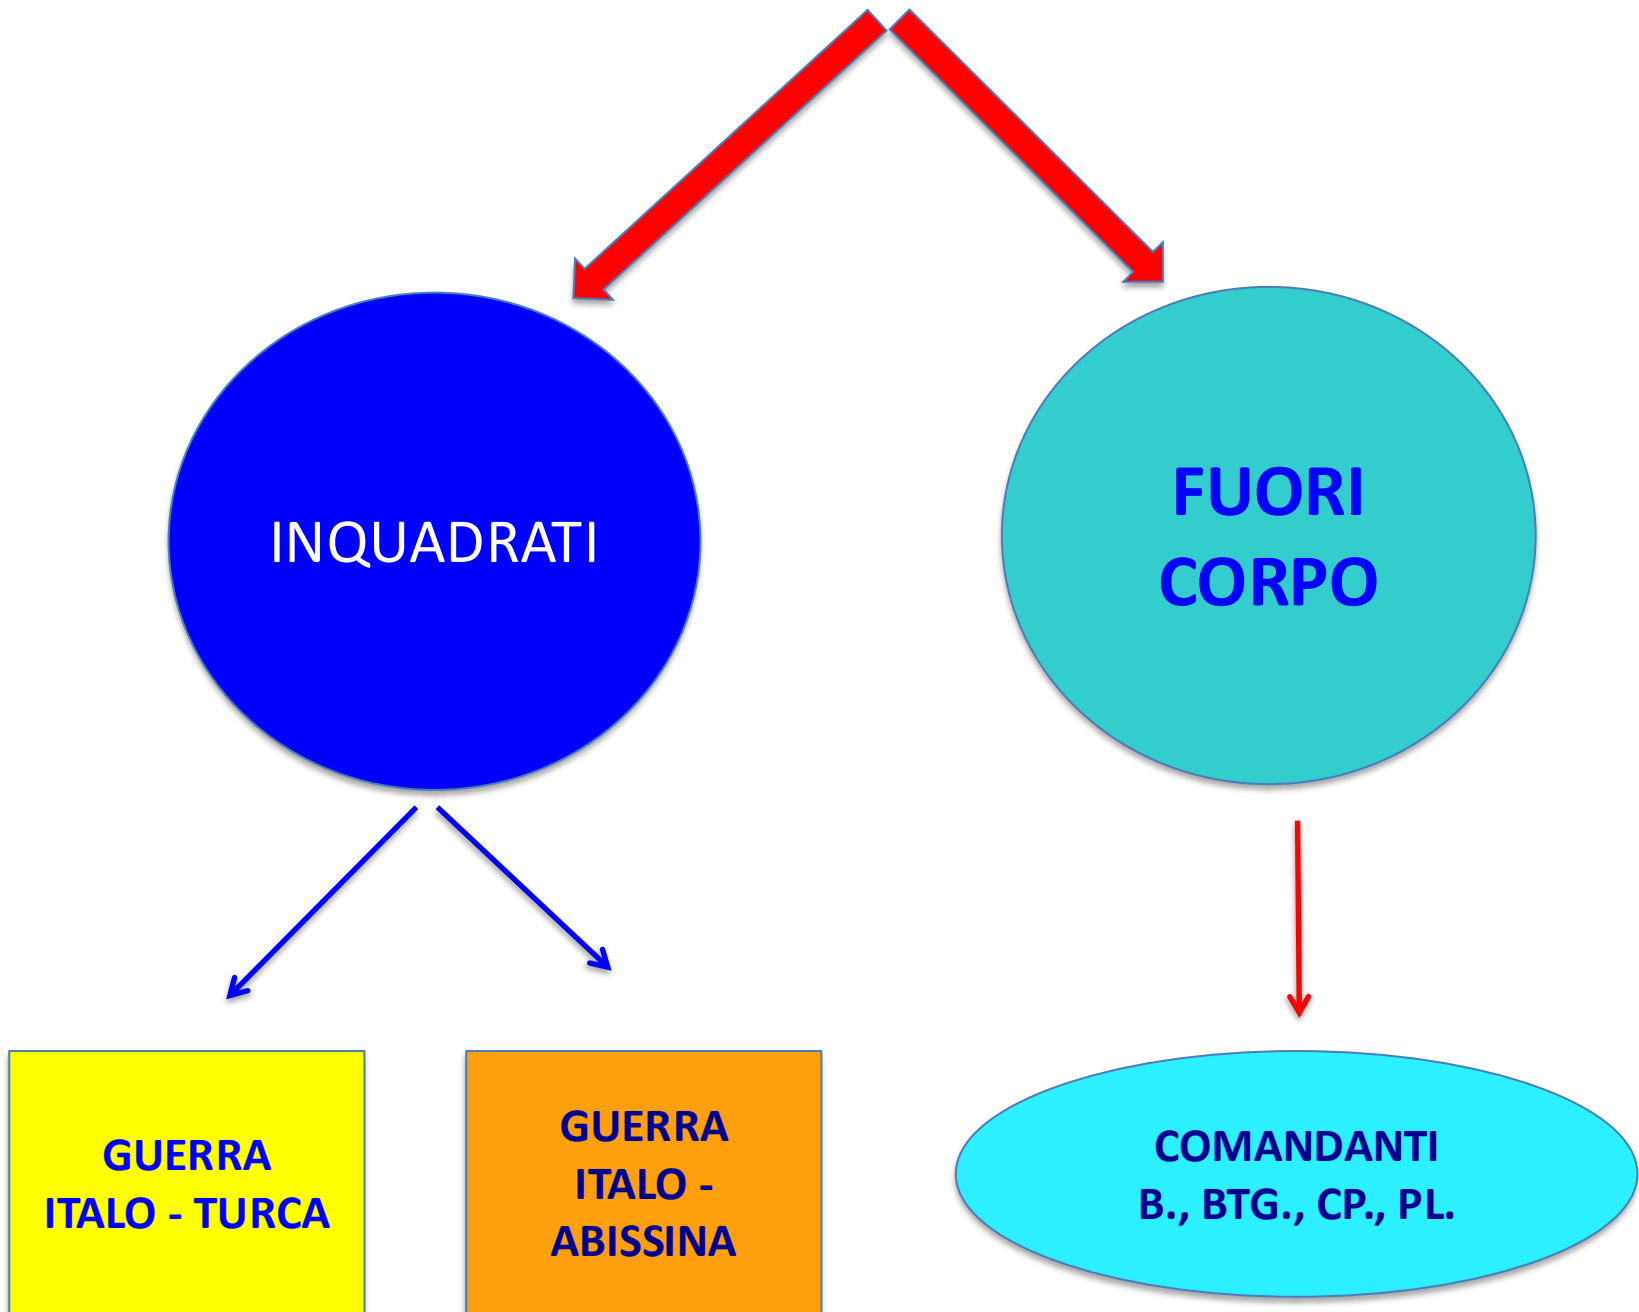 INQUADRATI
FUORI
CORPO
GUERRA
ITALO - TURCA
GUERRA
ITALO -
ABISSINA
COMANDANTI
B., BTG., CP., PL.